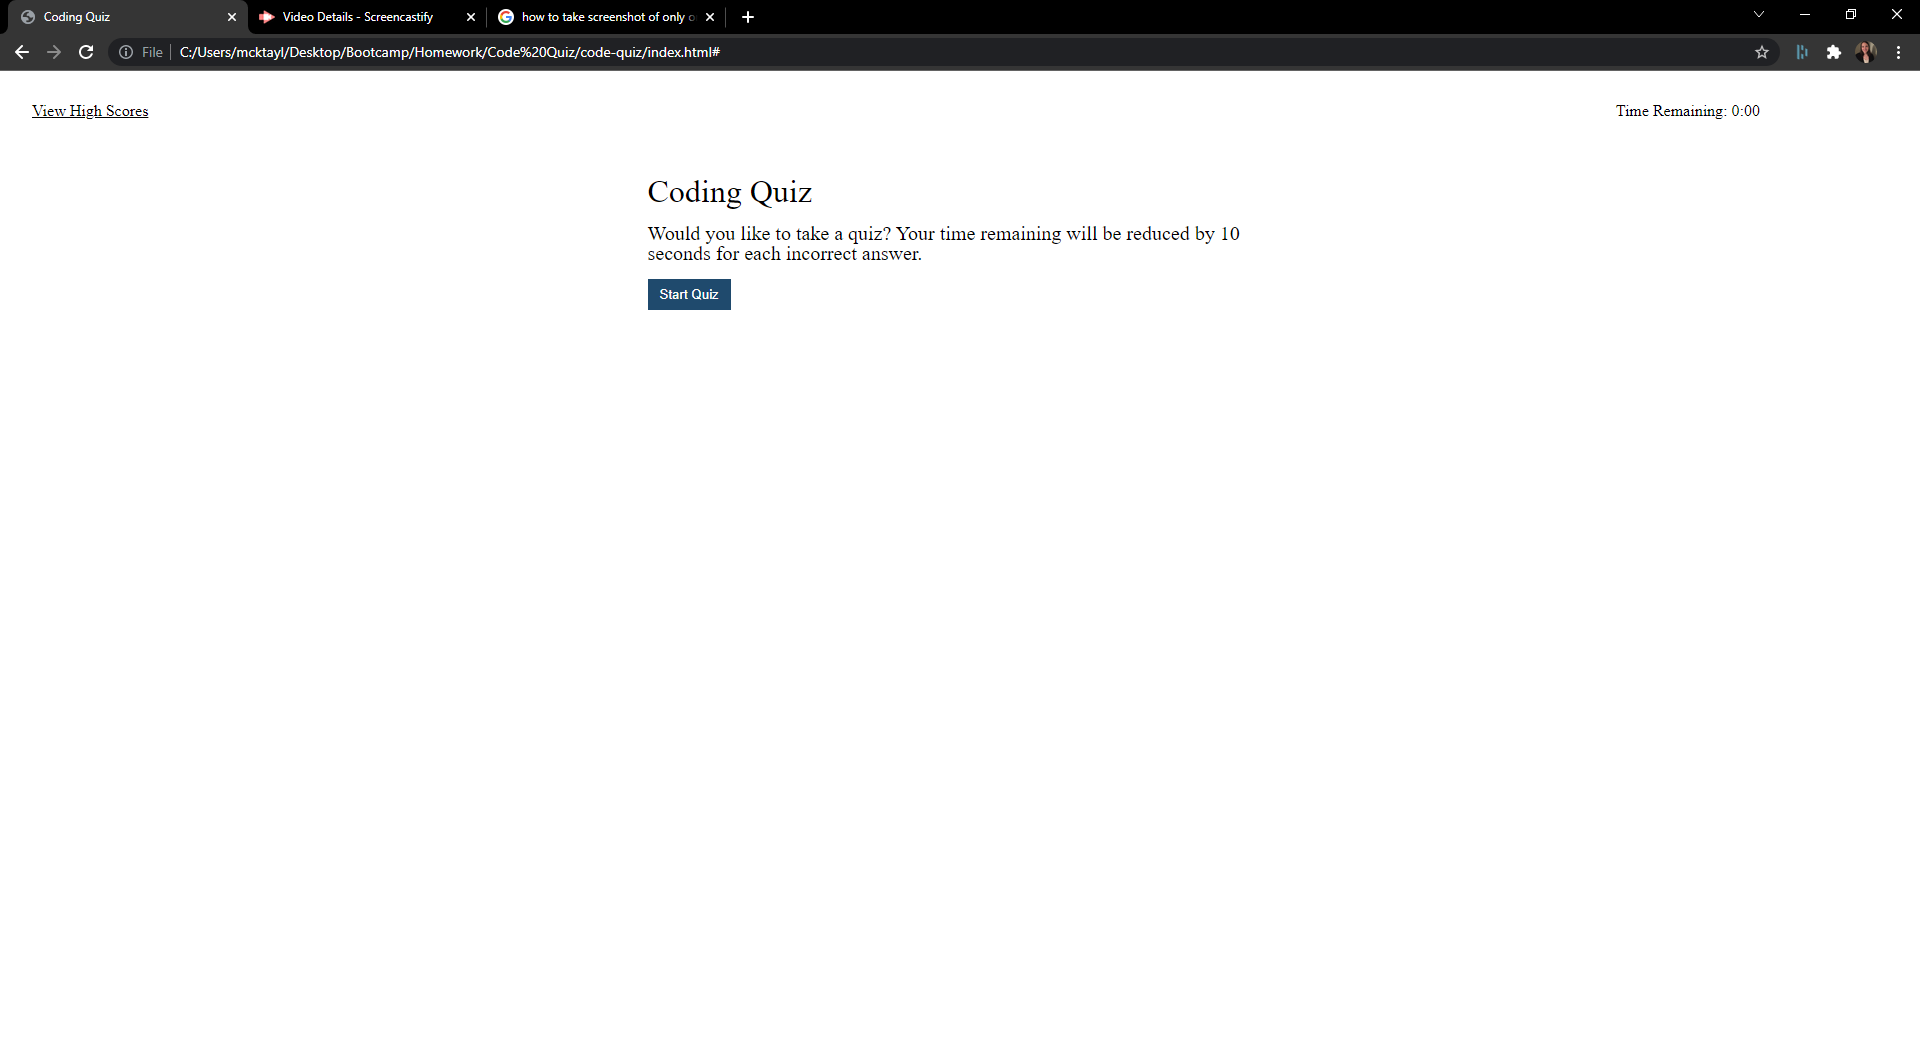 Coding Quiz
Video Details - Screencastify
how to take screenshot of only o
File
C:/Users/mcktayl/Desktop/Bootcamp/Homework/Code%20Quiz/code-quiz/index.html#
View High Scores
Time Remaining: 0:00
Coding Quiz
Would you like to take a quiz? Your time remaining will be reduced by 10
seconds for each incorrect answer.
Start Quiz